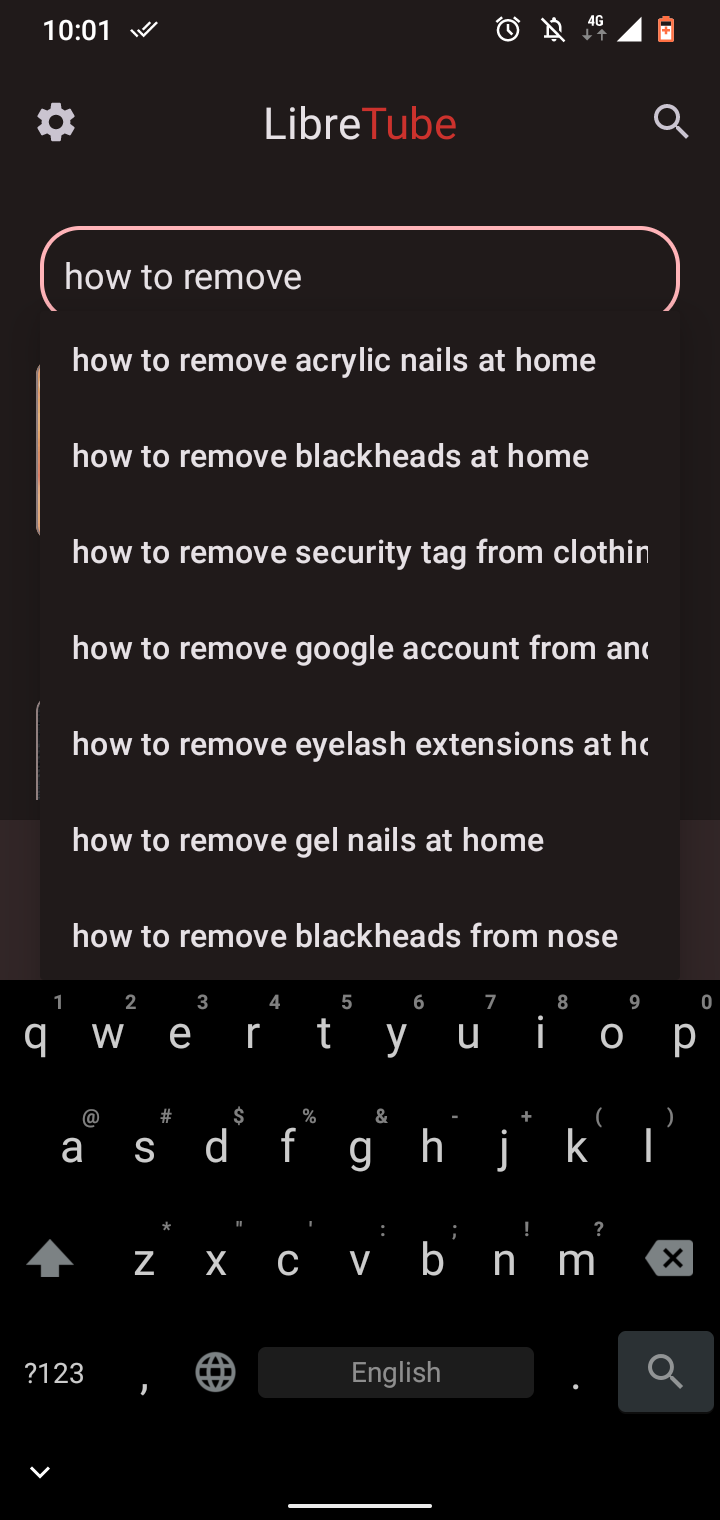 10:01
4G
LibreTube
how to remove
how to remove acrylic nails at home
how to remove blackheads at home
how to remove security tag from clothin
how to remove google account from and
how to remove eyelash extensions at ho
how to remove gel nails at home
how to remove blackheads from nose
1 2 3 4 5 6 7 8 9 0
q w e r t y u i o p
@ # $ % & - + ( )
a s d f g h j k l
* " ' : ; ! ?
z x c v b n m
?123 , English .